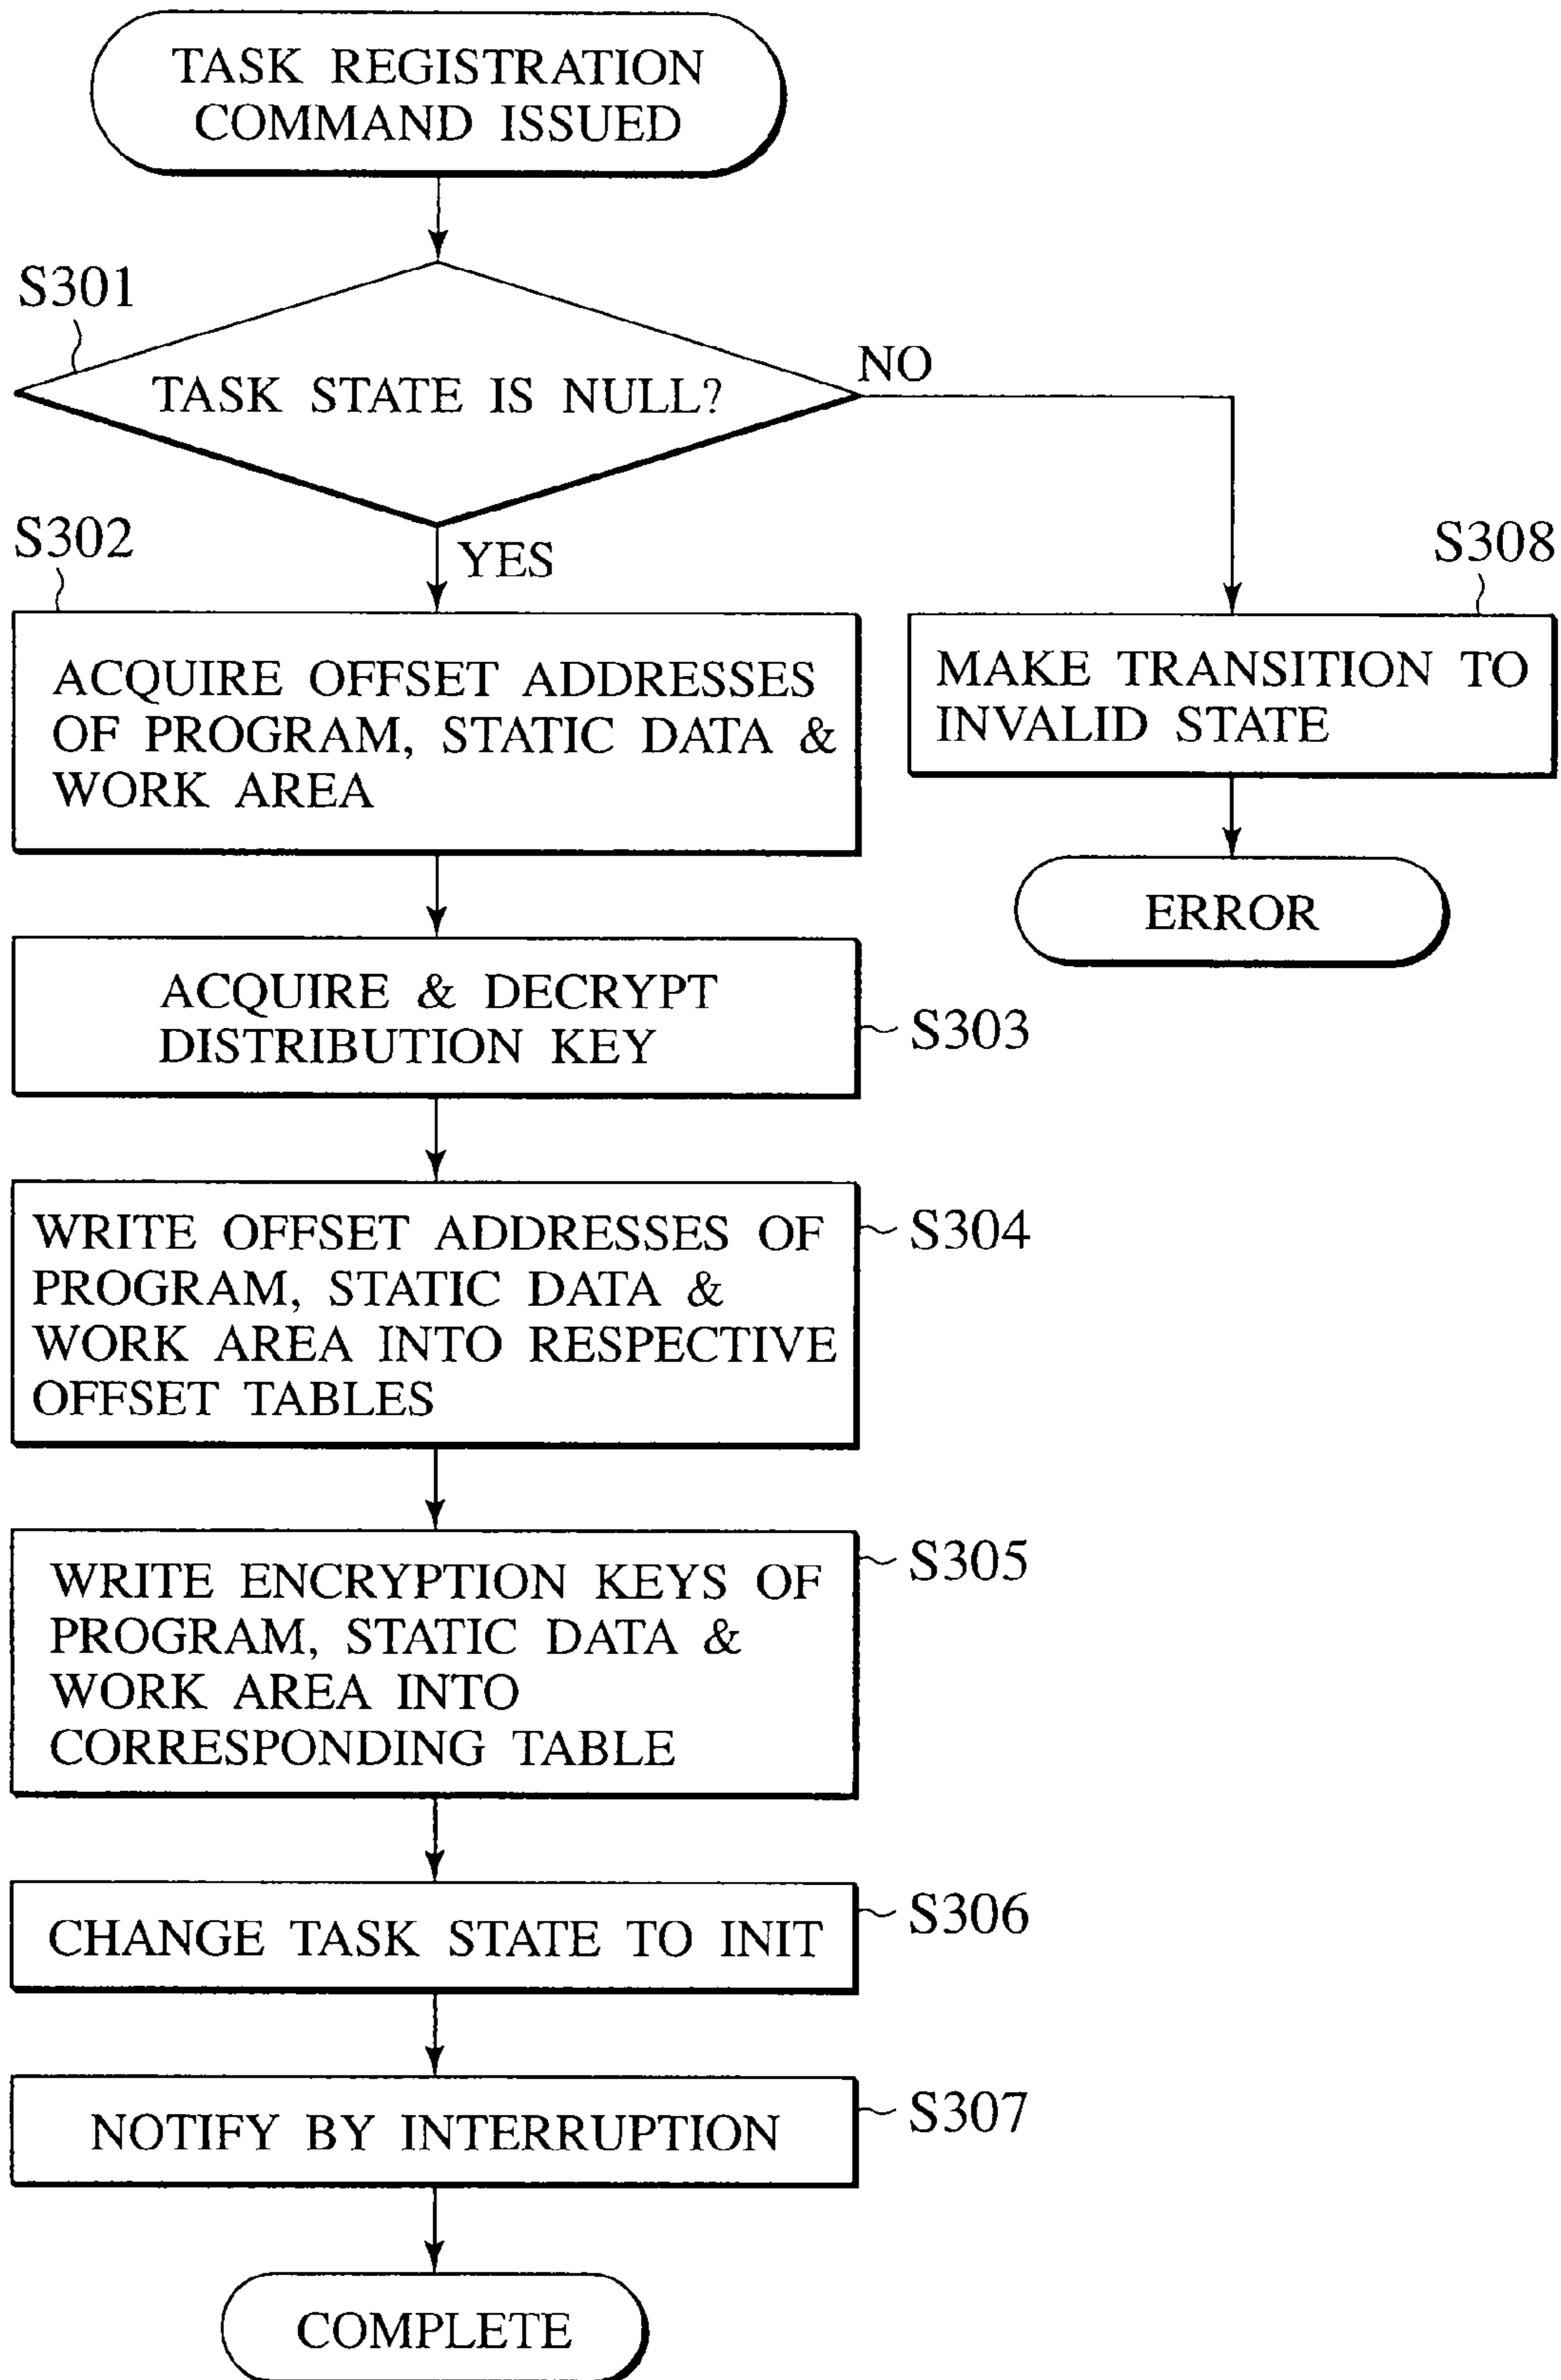 TASK REGISTRATION
COMMAND ISSUED
S301
TASK STATE IS NULL?
NO
YES
S302
ACQUIRE OFFSET ADDRESSES
OF PROGRAM, STATIC DATA &
WORK AREA
S308
MAKE TRANSITION TO
INVALID STATE
ERROR
ACQUIRE & DECRYPT
DISTRIBUTION KEY
S303
WRITE OFFSET ADDRESSES OF
PROGRAM, STATIC DATA &
WORK AREA INTO RESPECTIVE
OFFSET TABLES
S304
WRITE ENCRYPTION KEYS OF
PROGRAM, STATIC DATA &
WORK AREA INTO
CORRESPONDING TABLE
S305
CHANGE TASK STATE TO INIT
S306
NOTIFY BY INTERRUPTION
S307
COMPLETE